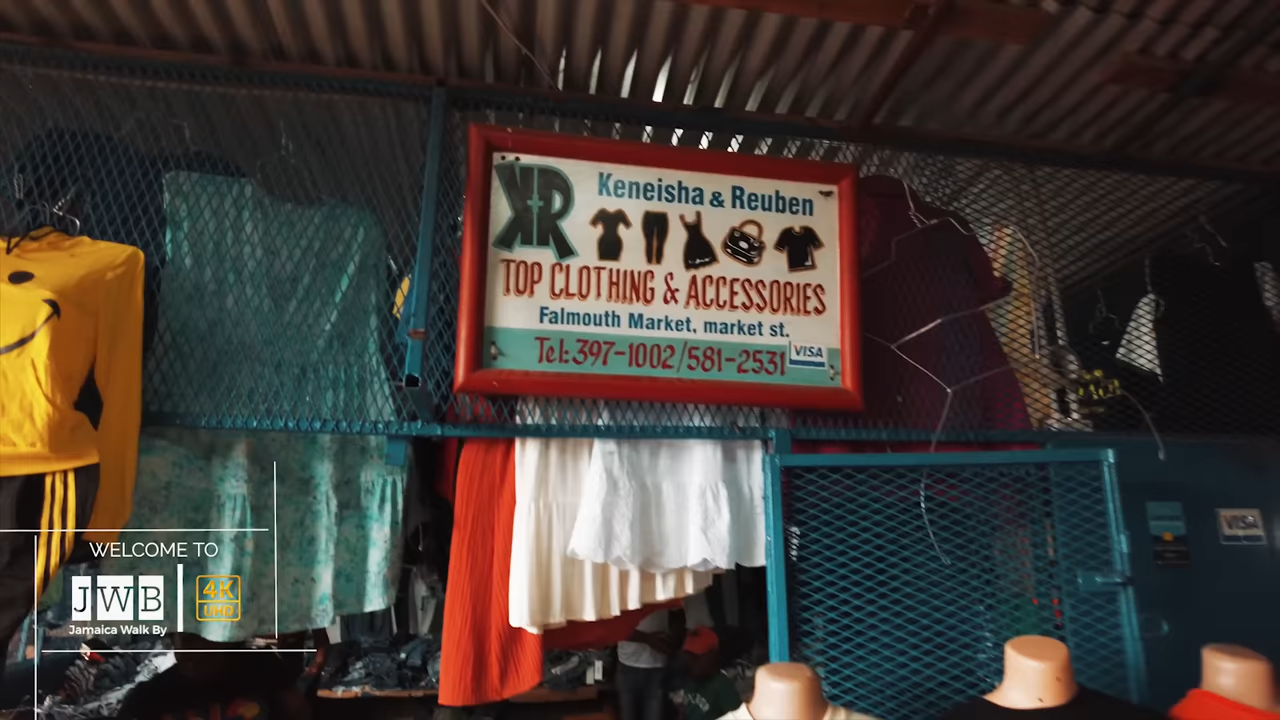 K+R
Keneisha & Reuben
TOP CLOTHING & ACCESSORIES
Falmouth Market, market st.
Tel:397-1002/581-2531
VISA
VISA
WELCOME TO
JWB
4K
UHD
Jamaica Walk By